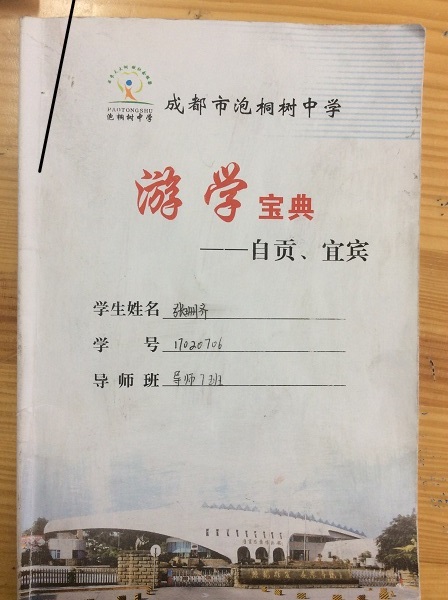 PAOTONGSHU
泡桐树中学
成都市泡桐树中学
游学宝典
——自贡、宜宾
学生姓名 张珊齐
学号 17020706
导师班 导师7班